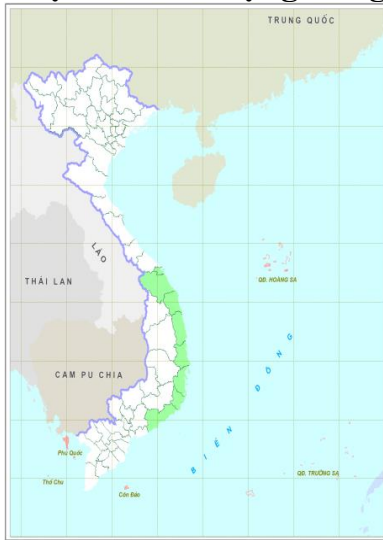 TRUNG QUỐC
LÀO
THÁI LAN
QĐ. HOÀNG SA
CAM PU CHIA
BIỂN ĐÔNG
Phú Quốc
Thổ Chu
Côn Đảo
QĐ. TRƯỜNG SA